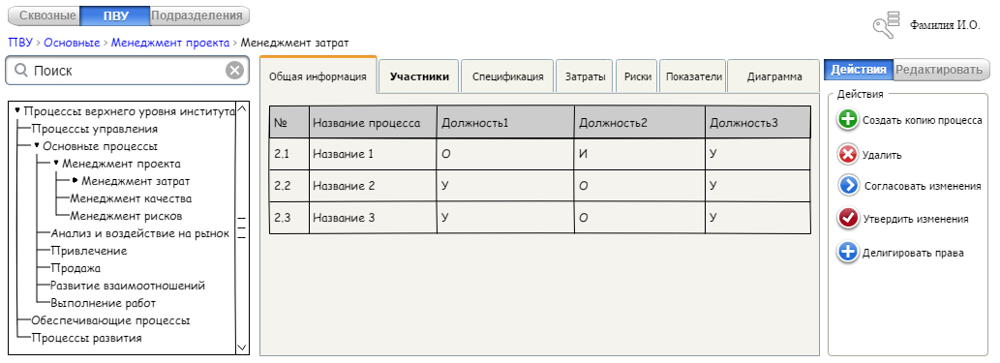 Сквозные ПВУ Подразделения
Фамилия И.О.
ПВУ > Основные > Менеджмент проекта > Менеджмент затрат
Поиск
Общая информация Участники Спецификация Затраты Риски Показатели Диаграмма
Действия Редактировать
Процессы верхнего уровня института
Процессы управления
Основные процессы
Менеджмент проекта
Менеджмент затрат
Менеджмент качества
Менеджмент рисков
Анализ и воздействие на рынок
Привлечение
Продажа
Развитие взаимоотношений
Выполнение работ
Обеспечивающие процессы
Процессы развития
№ Название процесса Должность1 Должность2 Должность3
2.1 Название 1 О И У
2.2 Название 2 У О У
2.3 Название 3 У О У
Действия
Создать копию процесса
Удалить
Согласовать изменения
Утвердить изменения
Делигировать права